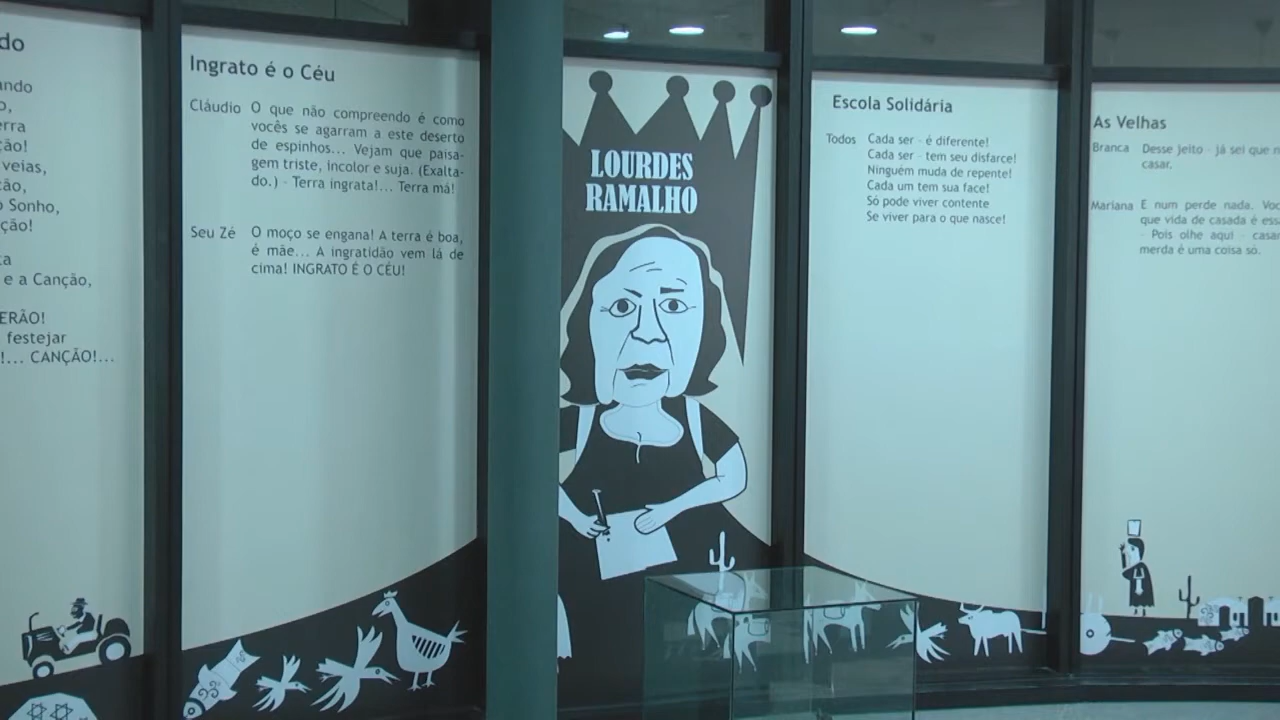 do
ando
o,
erra
ção!
veias,
ção,
o Sonho,
ção!
ta
e a Canção,
ERÃO!
festejar
!... CANÇÃO!...
Ingrato é o Céu
Cláudio O que não compreendo é como
vocês se agarram a este deserto
de espinhos... Vejam que paisa-
gem triste, incolor e suja. (Exalta-
do.) - Terra ingrata!... Terra má!
Seu Zé O moço se engana! A terra é boa,
é mãe... A ingratidão vem lá de
cima! INGRATO É O CÉU!
LOURDES
RAMALHO
Escola Solidária
Todos Cada ser - é diferente!
Cada ser - tem seu disfarce!
Ninguém muda de repente!
Cada um tem sua face!
Só pode viver contente
Se viver para o que nasce!
As Velhas
Branca Desse jeito - já sei que n
casar.
Mariana E num perde nada. Voc
que vida de casada é ess
- Pois olhe aqui - casar
merda é uma coisa só.